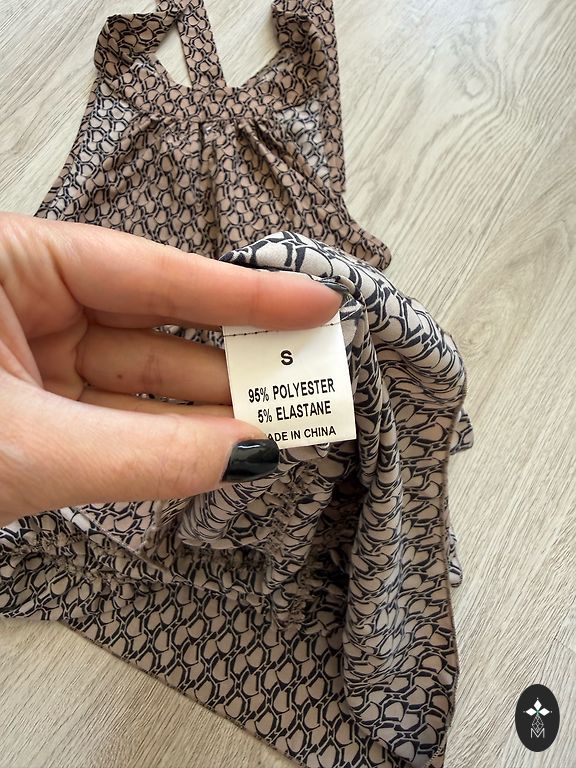 S
95% POLYESTER
5% ELASTANE
ADE IN CHINA